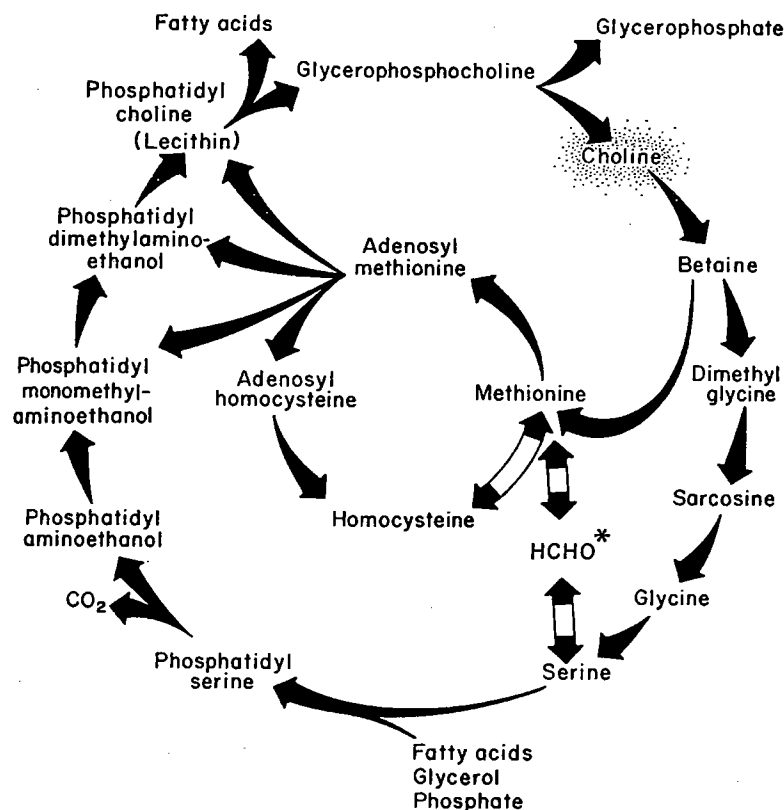 Fatty acids
Glycerophosphate
Glycerophosphocholine
Phosphatidyl
choline
(Lecithin)
Choline
Phosphatidyl
dimethylamino-
ethanol
Adenosyl
methionine
Betaine
Phosphatidyl
monomethyl-
aminoethanol
Adenosyl
homocysteine
Methionine
Dimethyl
glycine
Phosphatidyl
aminoethanol
Homocysteine
Sarcosine
HCHO*
CO₂
Glycine
Phosphatidyl
serine
Serine
Fatty acids
Glycerol
Phosphate